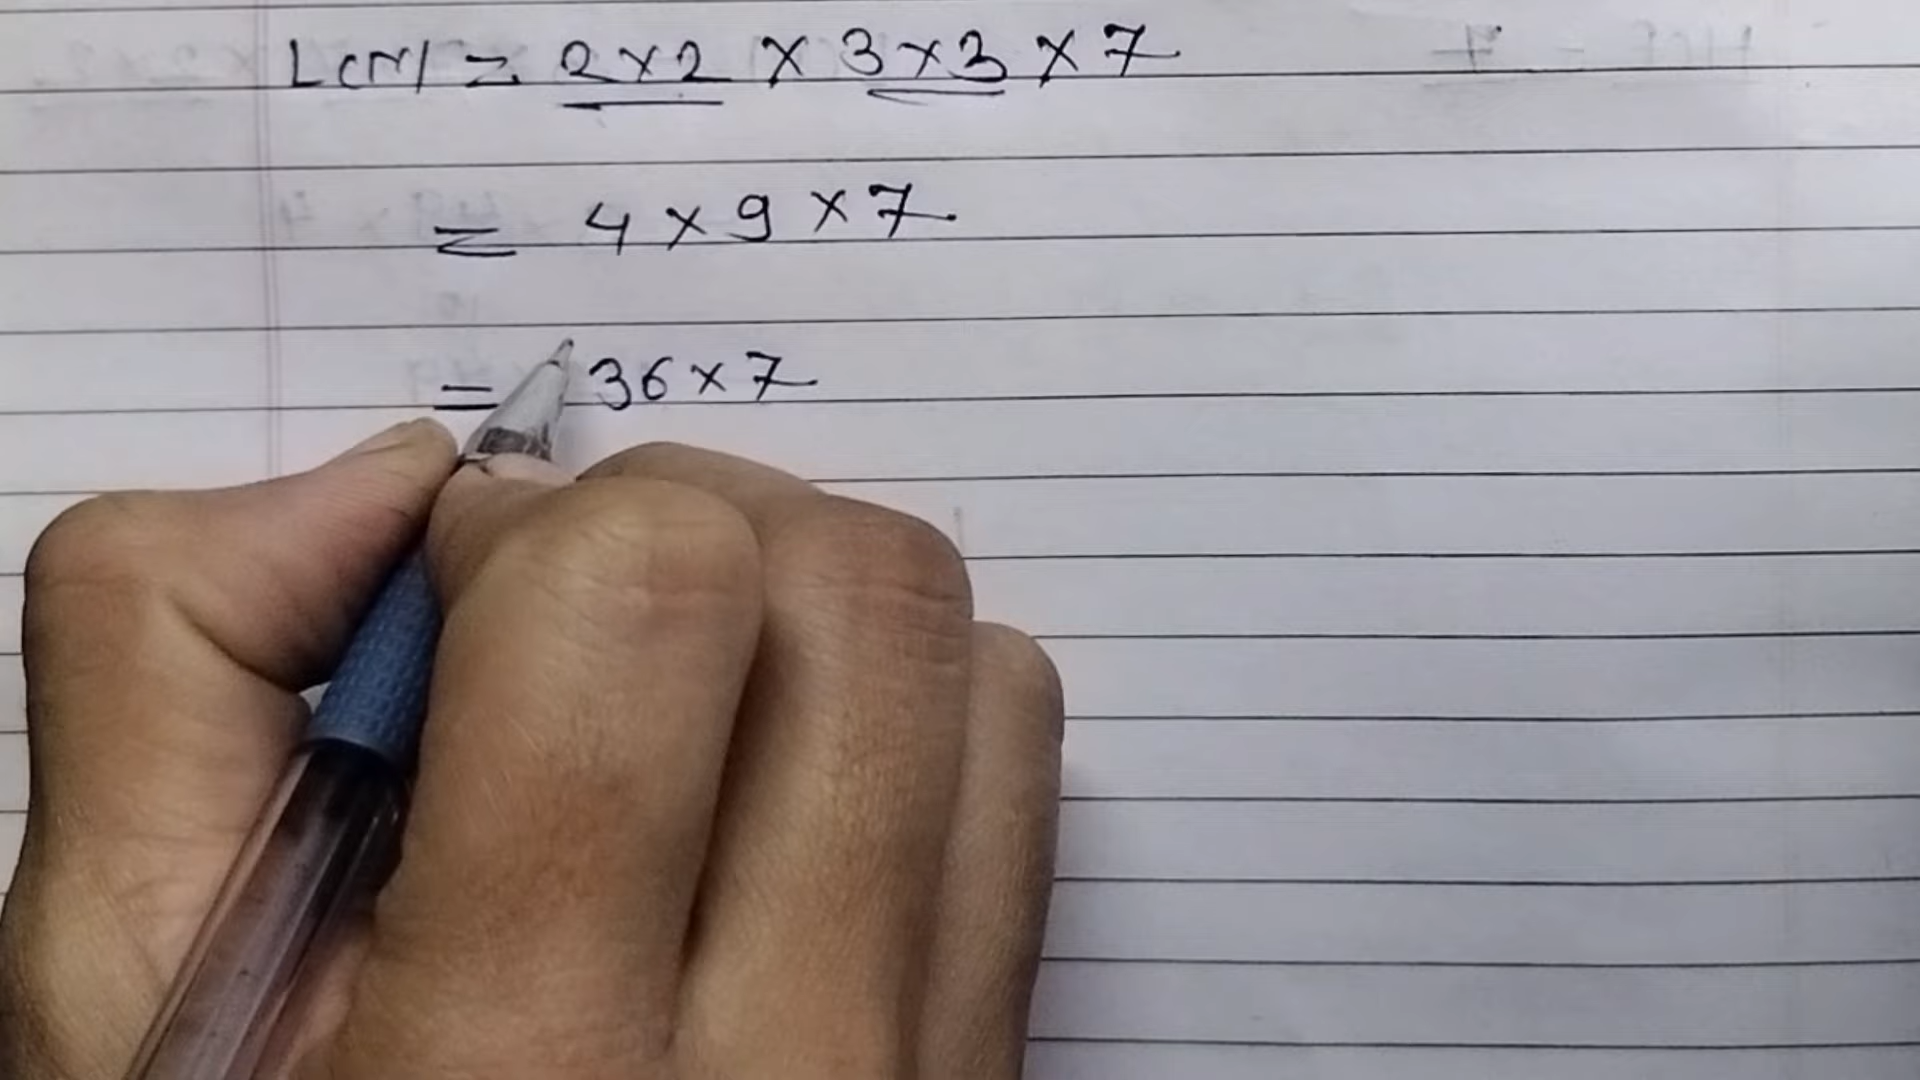 LCM = 2×2 × 3×3 × 7
= 4 × 9 × 7
= 36 × 7